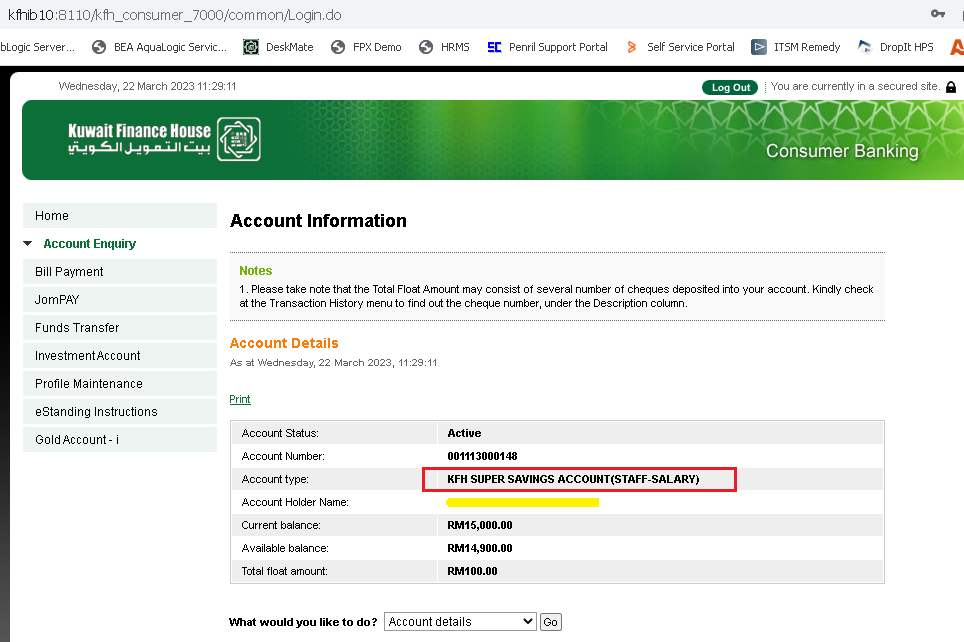 kfhib10:8110/kfh_consumer_7000/common/Login.do
bLogic Server... BEA AquaLogic Servic... DeskMate FPX Demo HRMS Penril Support Portal Self Service Portal ITSM Remedy DropIt HPS
Wednesday, 22 March 2023 11:29:11 Log Out You are currently in a secured site.
Kuwait Finance House
بيت التمويل الكويتي
Consumer Banking
Home
Account Enquiry
Bill Payment
JomPAY
Funds Transfer
Investment Account
Profile Maintenance
eStanding Instructions
Gold Account - i
Account Information
Notes
1. Please take note that the Total Float Amount may consist of several number of cheques deposited into your account. Kindly check
at the Transaction History menu to find out the cheque number, under the Description column.
Account Details
As at Wednesday, 22 March 2023, 11:29:11
Print
Account Status: Active
Account Number: 001113000148
Account type: KFH SUPER SAVINGS ACCOUNT(STAFF-SALARY)
Account Holder Name:
Current balance: RM15,000.00
Available balance: RM14,900.00
Total float amount: RM100.00
What would you like to do? Account details Go